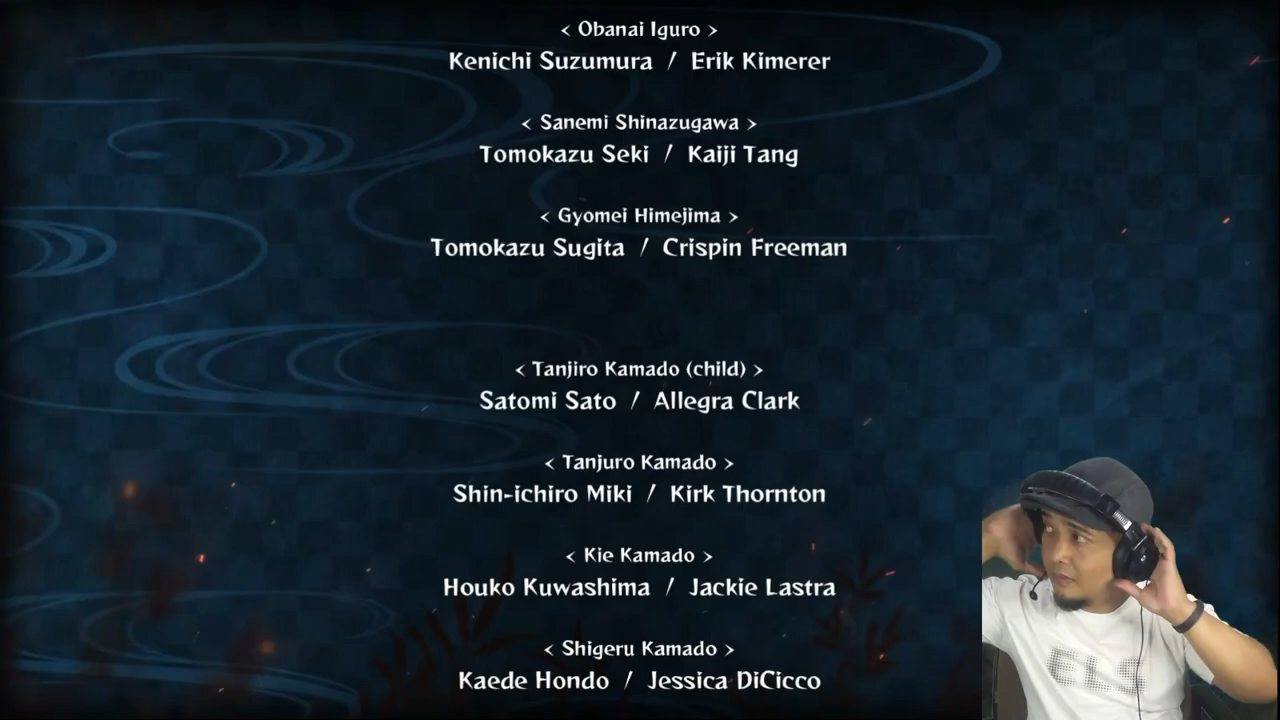 < Obanai Iguro >
Kenichi Suzumura / Erik Kimerer
< Sanemi Shinazugawa >
Tomokazu Seki / Kaiji Tang
< Gyomei Himejima >
Tomokazu Sugita / Crispin Freeman
< Tanjiro Kamado (child) >
Satomi Sato / Allegra Clark
< Tanjuro Kamado >
Shin-ichiro Miki / Kirk Thornton
< Kie Kamado >
Houko Kuwashima / Jackie Lastra
< Shigeru Kamado >
Kaede Hondo / Jessica DiCicco
ELS